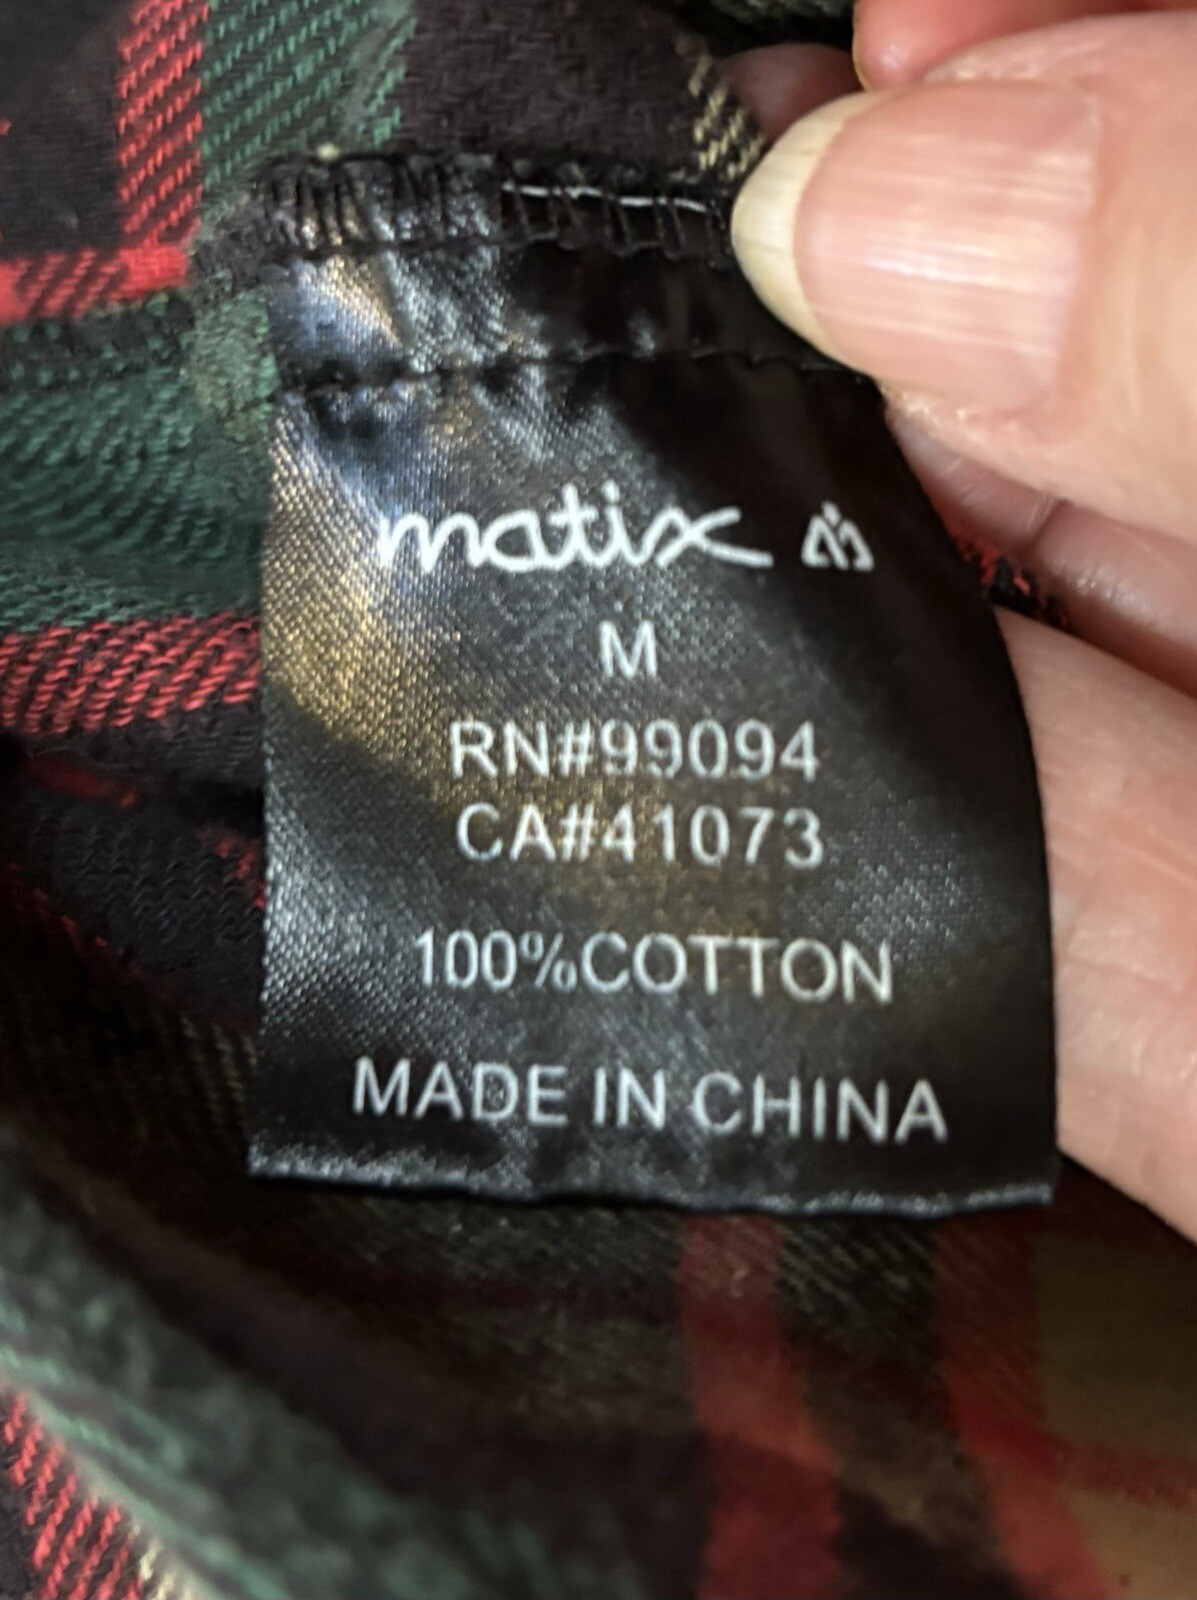 matix
M
RN#99094
CA#41073
100%COTTON
MADE IN CHINA